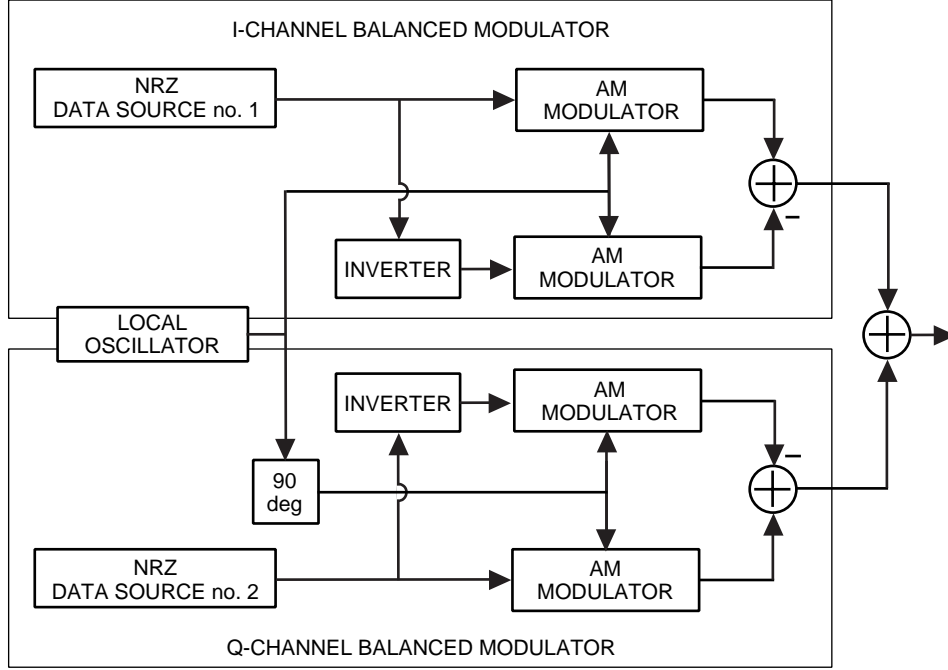 I-CHANNEL BALANCED MODULATOR
NRZ
DATA SOURCE no. 1
AM
MODULATOR
–
INVERTER
AM
MODULATOR
LOCAL
OSCILLATOR
INVERTER
AM
MODULATOR
–
90
deg
NRZ
DATA SOURCE no. 2
AM
MODULATOR
Q-CHANNEL BALANCED MODULATOR